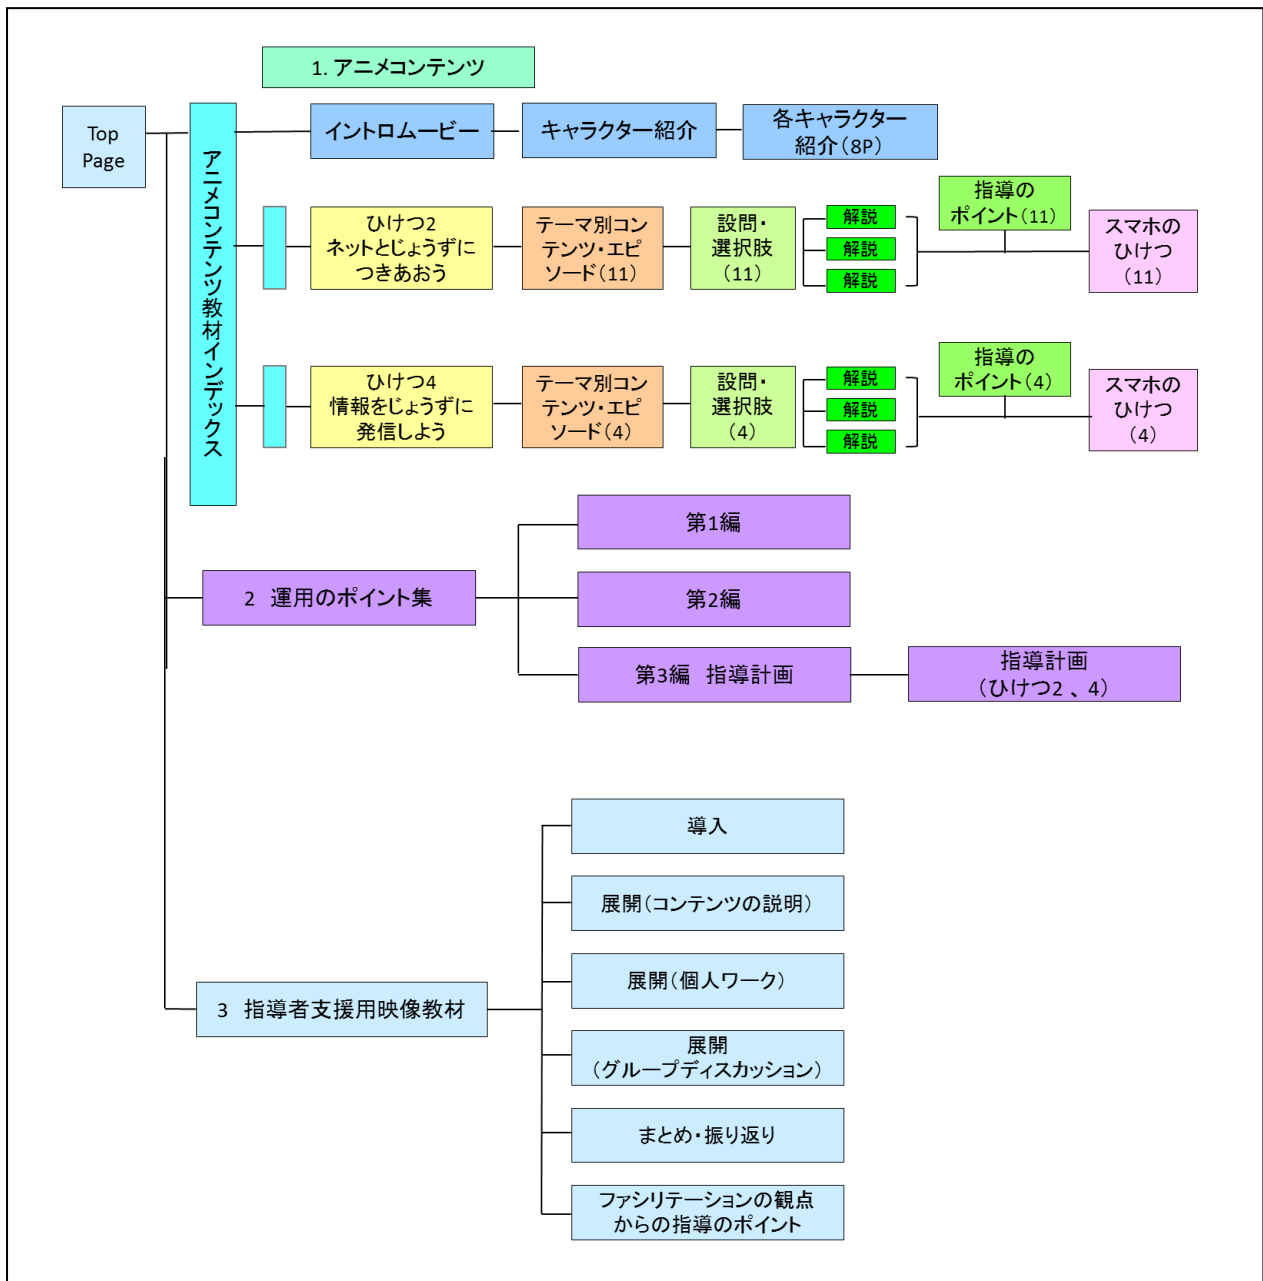 1. アニメコンテンツ
Top
Page
アニメコンテンツ教材インデックス
イントロムービー
キャラクター紹介
各キャラクター
紹介(8P)
ひけつ2
ネットとじょうずに
つきあおう
テーマ別コン
テンツ・エピ
ソード(11)
設問・
選択肢
(11)
解説
解説
解説
指導の
ポイント(11)
スマホの
ひけつ
(11)
ひけつ4
情報をじょうずに
発信しよう
テーマ別コン
テンツ・エピ
ソード(4)
設問・
選択肢
(4)
解説
解説
解説
指導の
ポイント(4)
スマホの
ひけつ
(4)
2 運用のポイント集
第1編
第2編
第3編 指導計画
指導計画
(ひけつ2、4)
3 指導者支援用映像教材
導入
展開(コンテンツの説明)
展開(個人ワーク)
展開
(グループディスカッション)
まとめ・振り返り
ファシリテーションの観点
からの指導のポイント